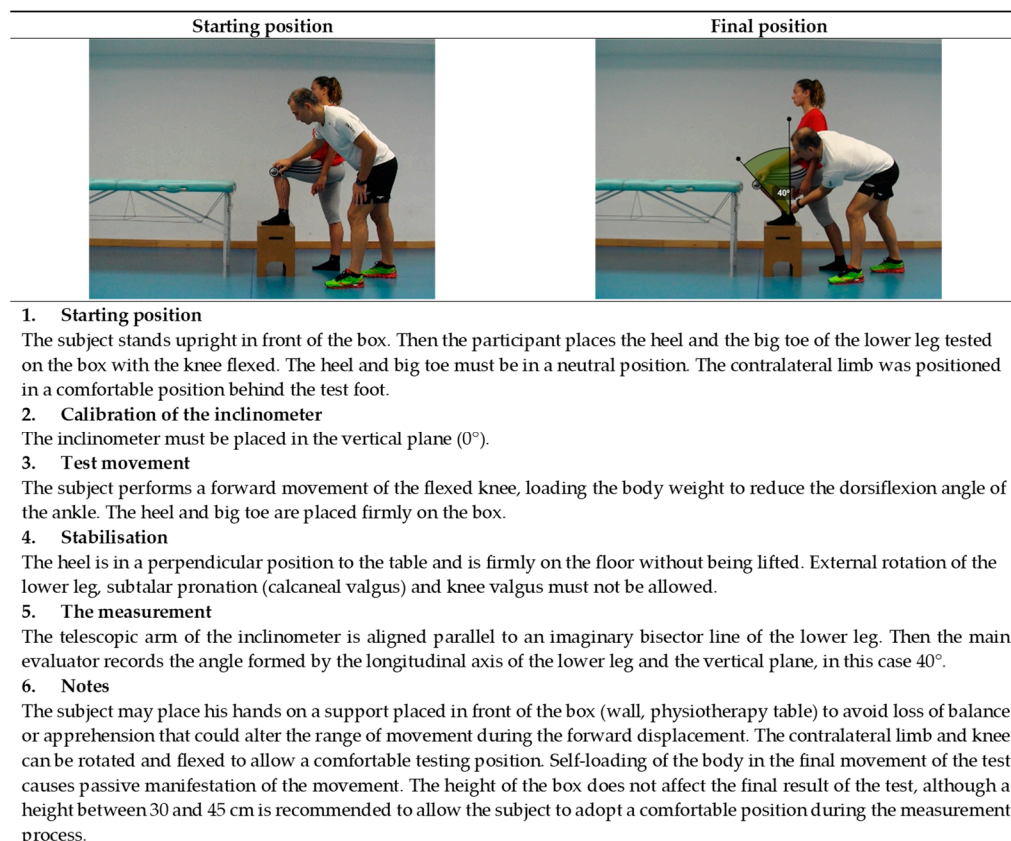 Starting position
Final position
40°
1. Starting position
The subject stands upright in front of the box. Then the participant places the heel and the big toe of the lower leg tested
on the box with the knee flexed. The heel and big toe must be in a neutral position. The contralateral limb was positioned
in a comfortable position behind the test foot.
2. Calibration of the inclinometer
The inclinometer must be placed in the vertical plane (0°).
3. Test movement
The subject performs a forward movement of the flexed knee, loading the body weight to reduce the dorsiflexion angle of
the ankle. The heel and big toe are placed firmly on the box.
4. Stabilisation
The heel is in a perpendicular position to the table and is firmly on the floor without being lifted. External rotation of the
lower leg, subtalar pronation (calcaneal valgus) and knee valgus must not be allowed.
5. The measurement
The telescopic arm of the inclinometer is aligned parallel to an imaginary bisector line of the lower leg. Then the main
evaluator records the angle formed by the longitudinal axis of the lower leg and the vertical plane, in this case 40°.
6. Notes
The subject may place his hands on a support placed in front of the box (wall, physiotherapy table) to avoid loss of balance
or apprehension that could alter the range of movement during the forward displacement. The contralateral limb and knee
can be rotated and flexed to allow a comfortable testing position. Self-loading of the body in the final movement of the test
causes passive manifestation of the movement. The height of the box does not affect the final result of the test, although a
height between 30 and 45 cm is recommended to allow the subject to adopt a comfortable position during the measurement
process.